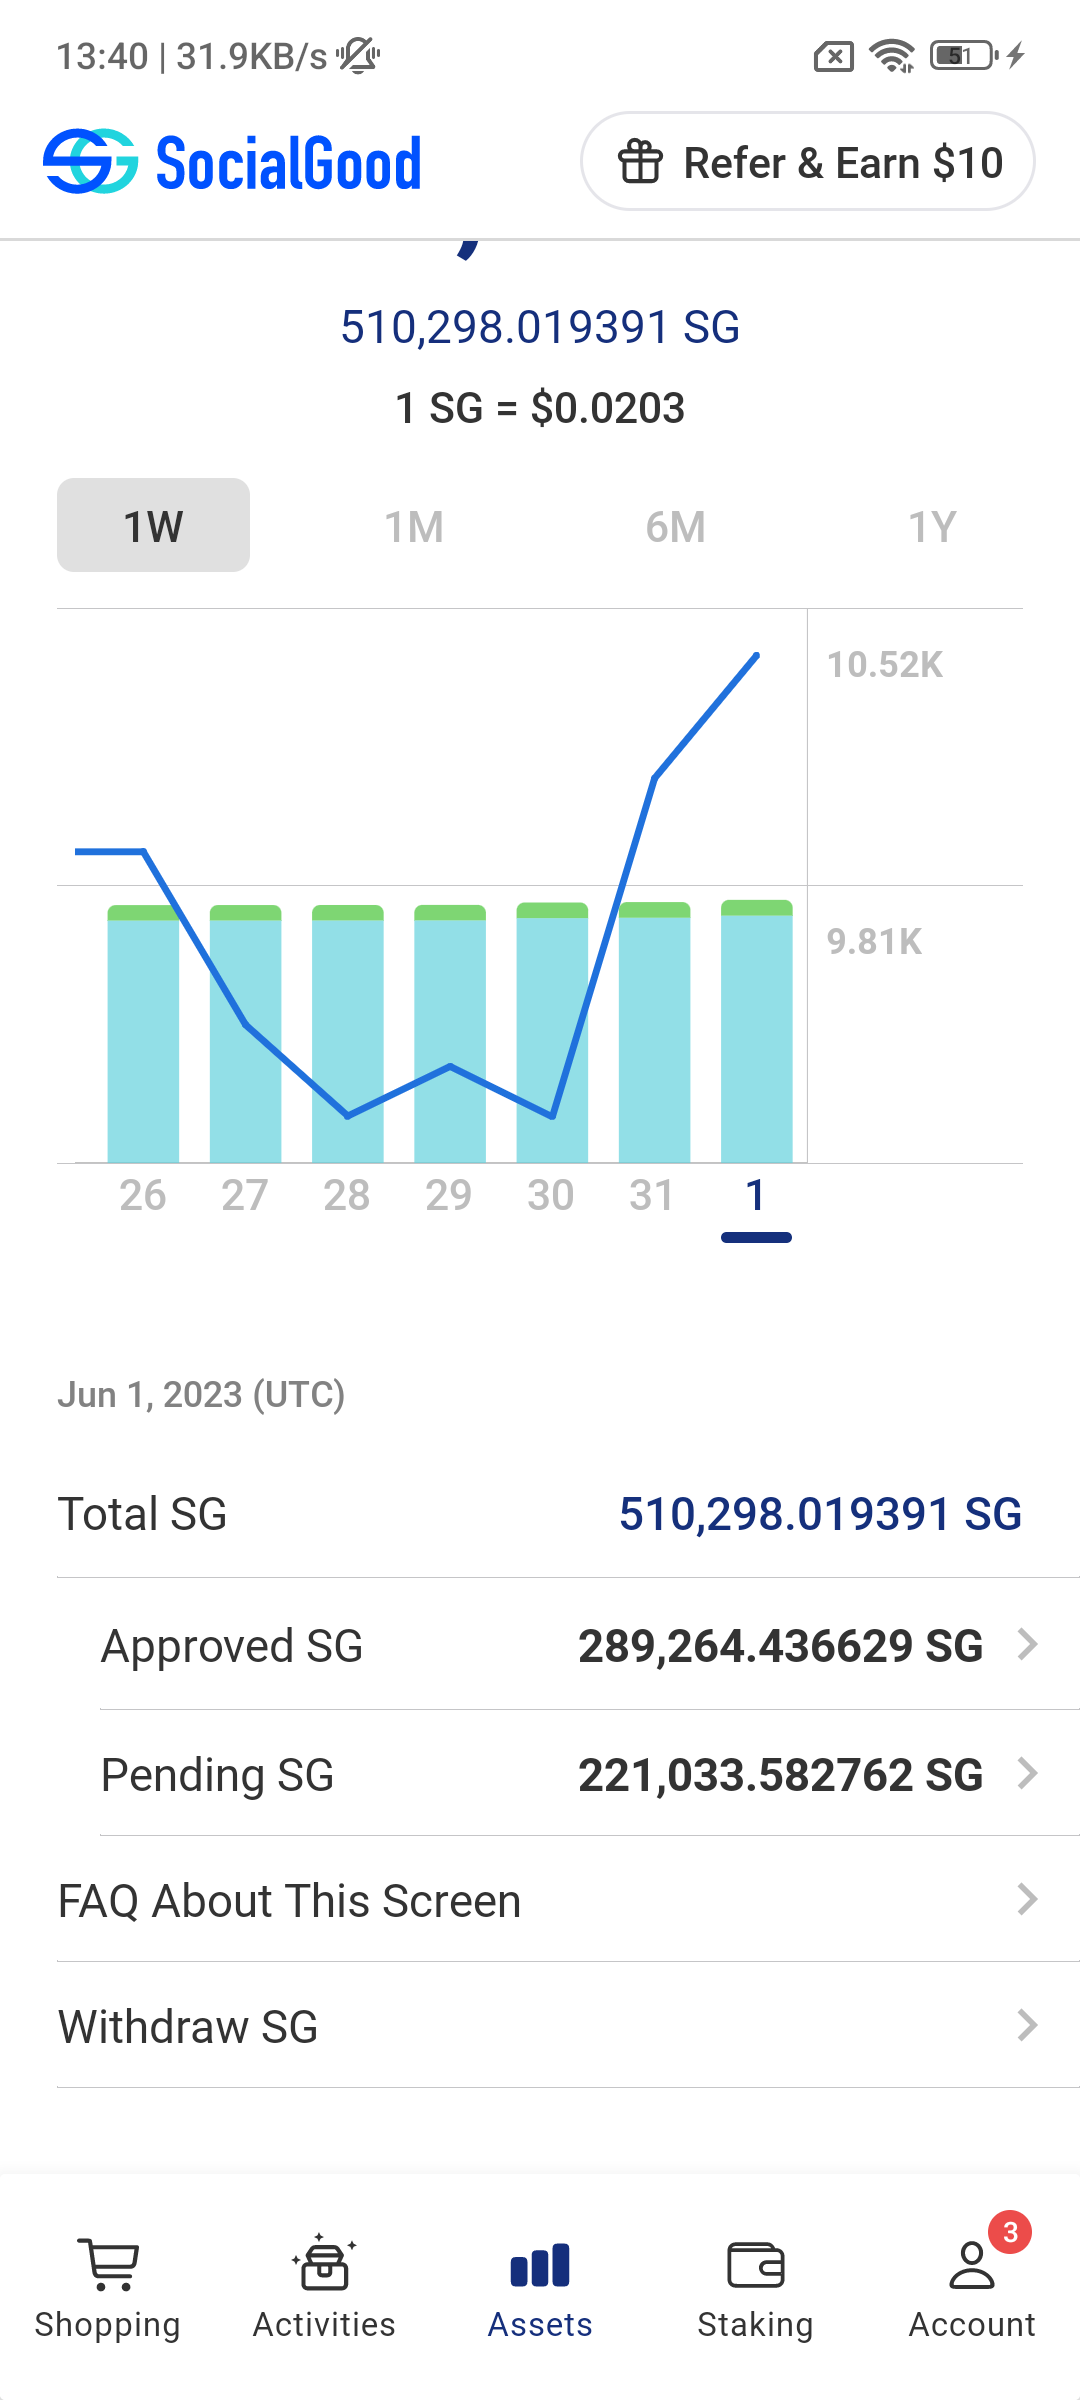 13:40 | 31.9KB/s 51
SocialGood Refer & Earn $10
510,298.019391 SG
1 SG = $0.0203
1W 1M 6M 1Y
10.52K
9.81K
26 27 28 29 30 31 1
Jun 1, 2023 (UTC)
Total SG 510,298.019391 SG
Approved SG 289,264.436629 SG
Pending SG 221,033.582762 SG
FAQ About This Screen
Withdraw SG
3
Shopping Activities Assets Staking Account